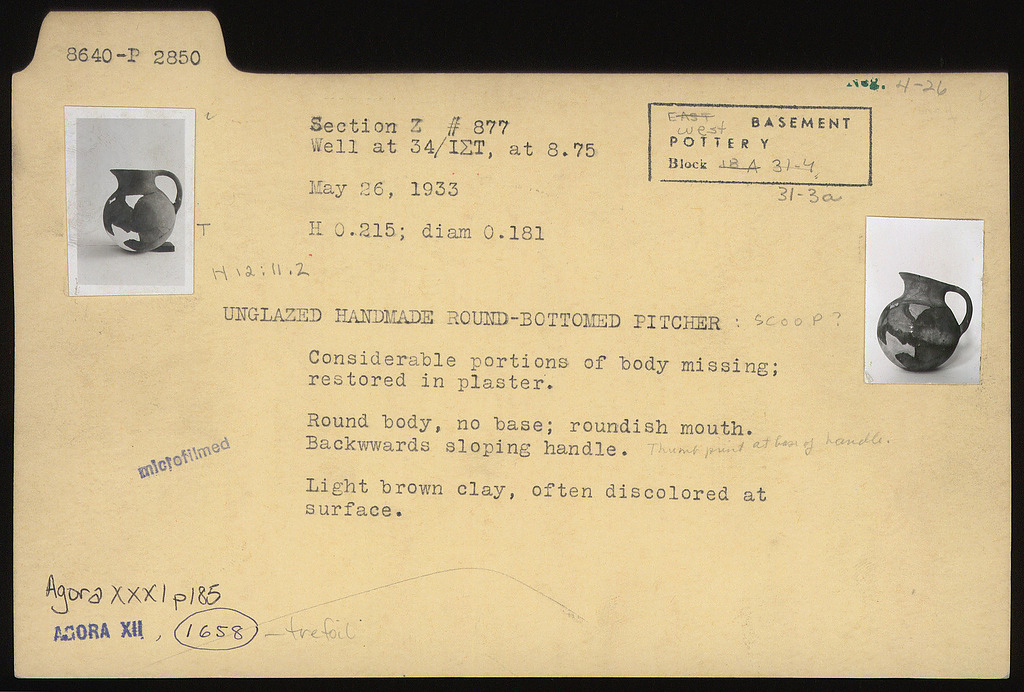 8640-P 2850
Neg. 4-26
Section Z # 877
Well at 34/ΙΣΤ, at 8.75
EAST
west BASEMENT
POTTERY
Block 18 A 31-4,
31-3a
May 26, 1933
H 0.215; diam 0.181
T
H 12:11.2
UNGLAZED HANDMADE ROUND-BOTTOMED PITCHER : SCOOP?
Considerable portions of body missing;
restored in plaster.
Round body, no base; roundish mouth.
Backwwards sloping handle. Thumb print at base of handle.
microfilmed
Light brown clay, often discolored at
surface.
Agora XXXI p185
AGORA XII, 1658 - trefoil